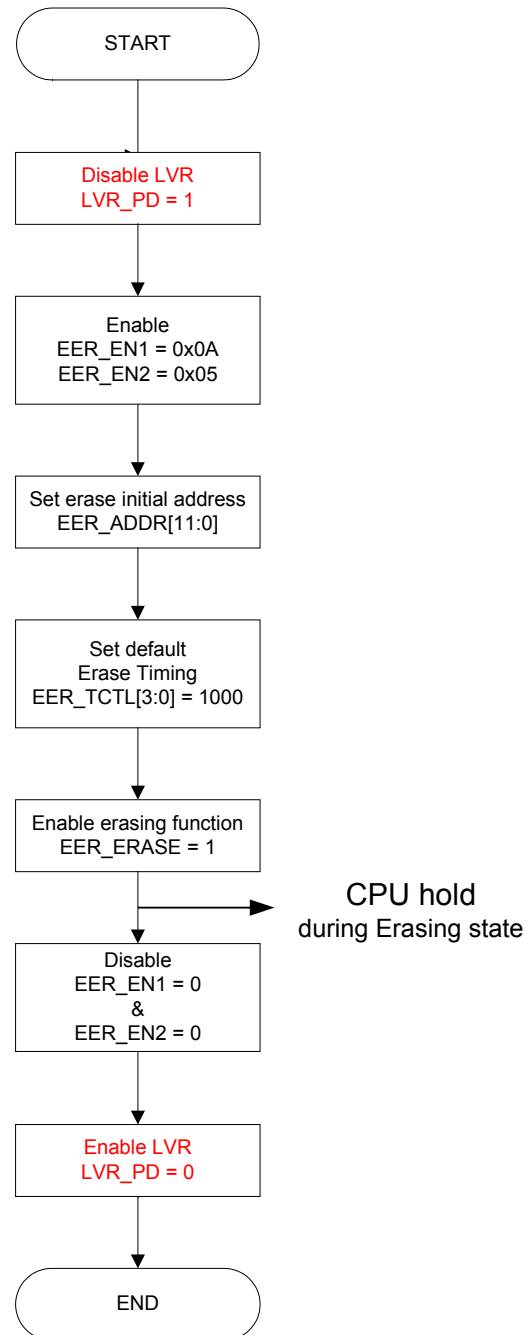 START
Disable LVR
LVR_PD = 1
Enable
EER_EN1 = 0x0A
EER_EN2 = 0x05
Set erase initial address
EER_ADDR[11:0]
Set default
Erase Timing
EER_TCTL[3:0] = 1000
Enable erasing function
EER_ERASE = 1
CPU hold
during Erasing state
Disable
EER_EN1 = 0
&
EER_EN2 = 0
Enable LVR
LVR_PD = 0
END